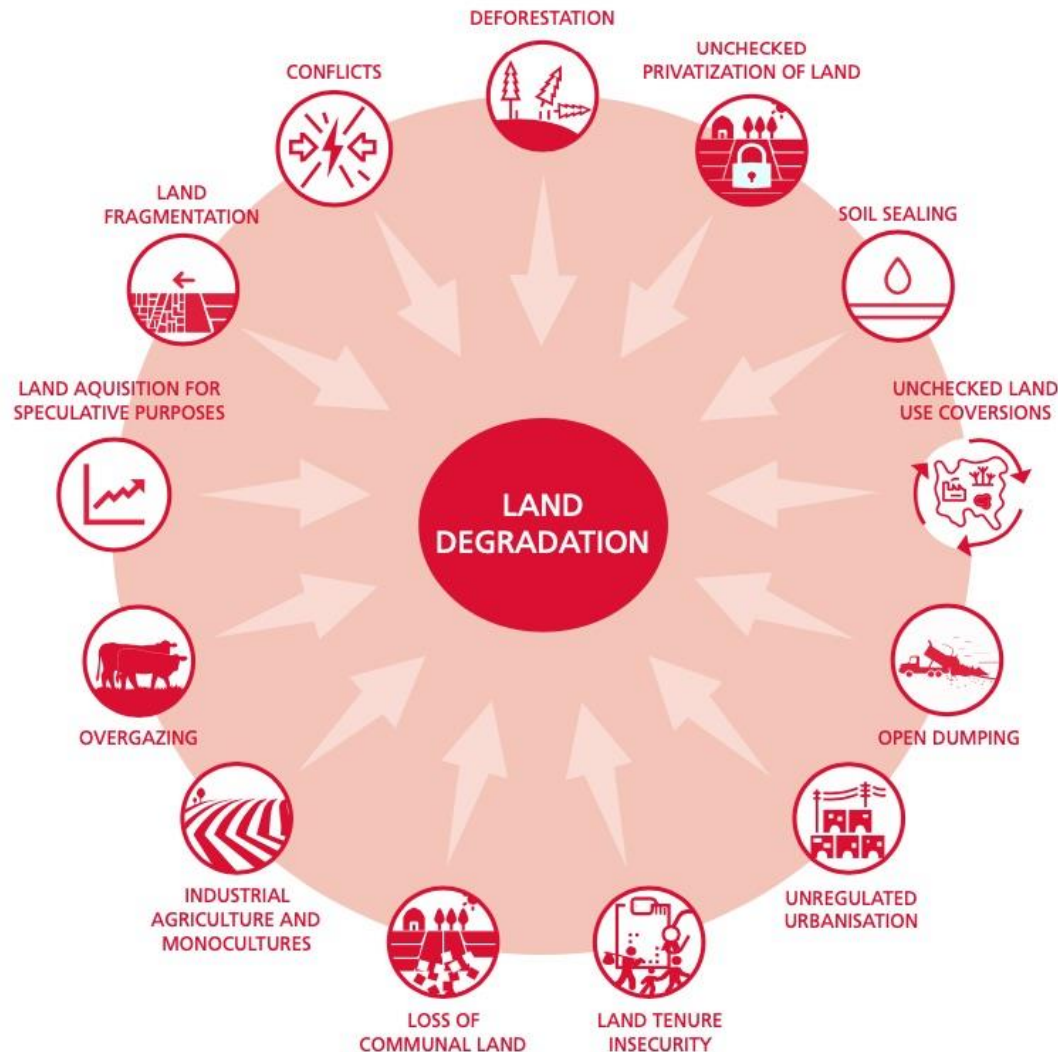 DEFORESTATION
UNCHECKED
PRIVATIZATION OF LAND
SOIL SEALING
UNCHECKED LAND
USE COVERSIONS
OPEN DUMPING
UNREGULATED
URBANISATION
LAND TENURE
INSECURITY
LOSS OF
COMMUNAL LAND
INDUSTRIAL
AGRICULTURE AND
MONOCULTURES
OVERGAZING
LAND AQUISITION FOR
SPECULATIVE PURPOSES
LAND
FRAGMENTATION
CONFLICTS
LAND
DEGRADATION